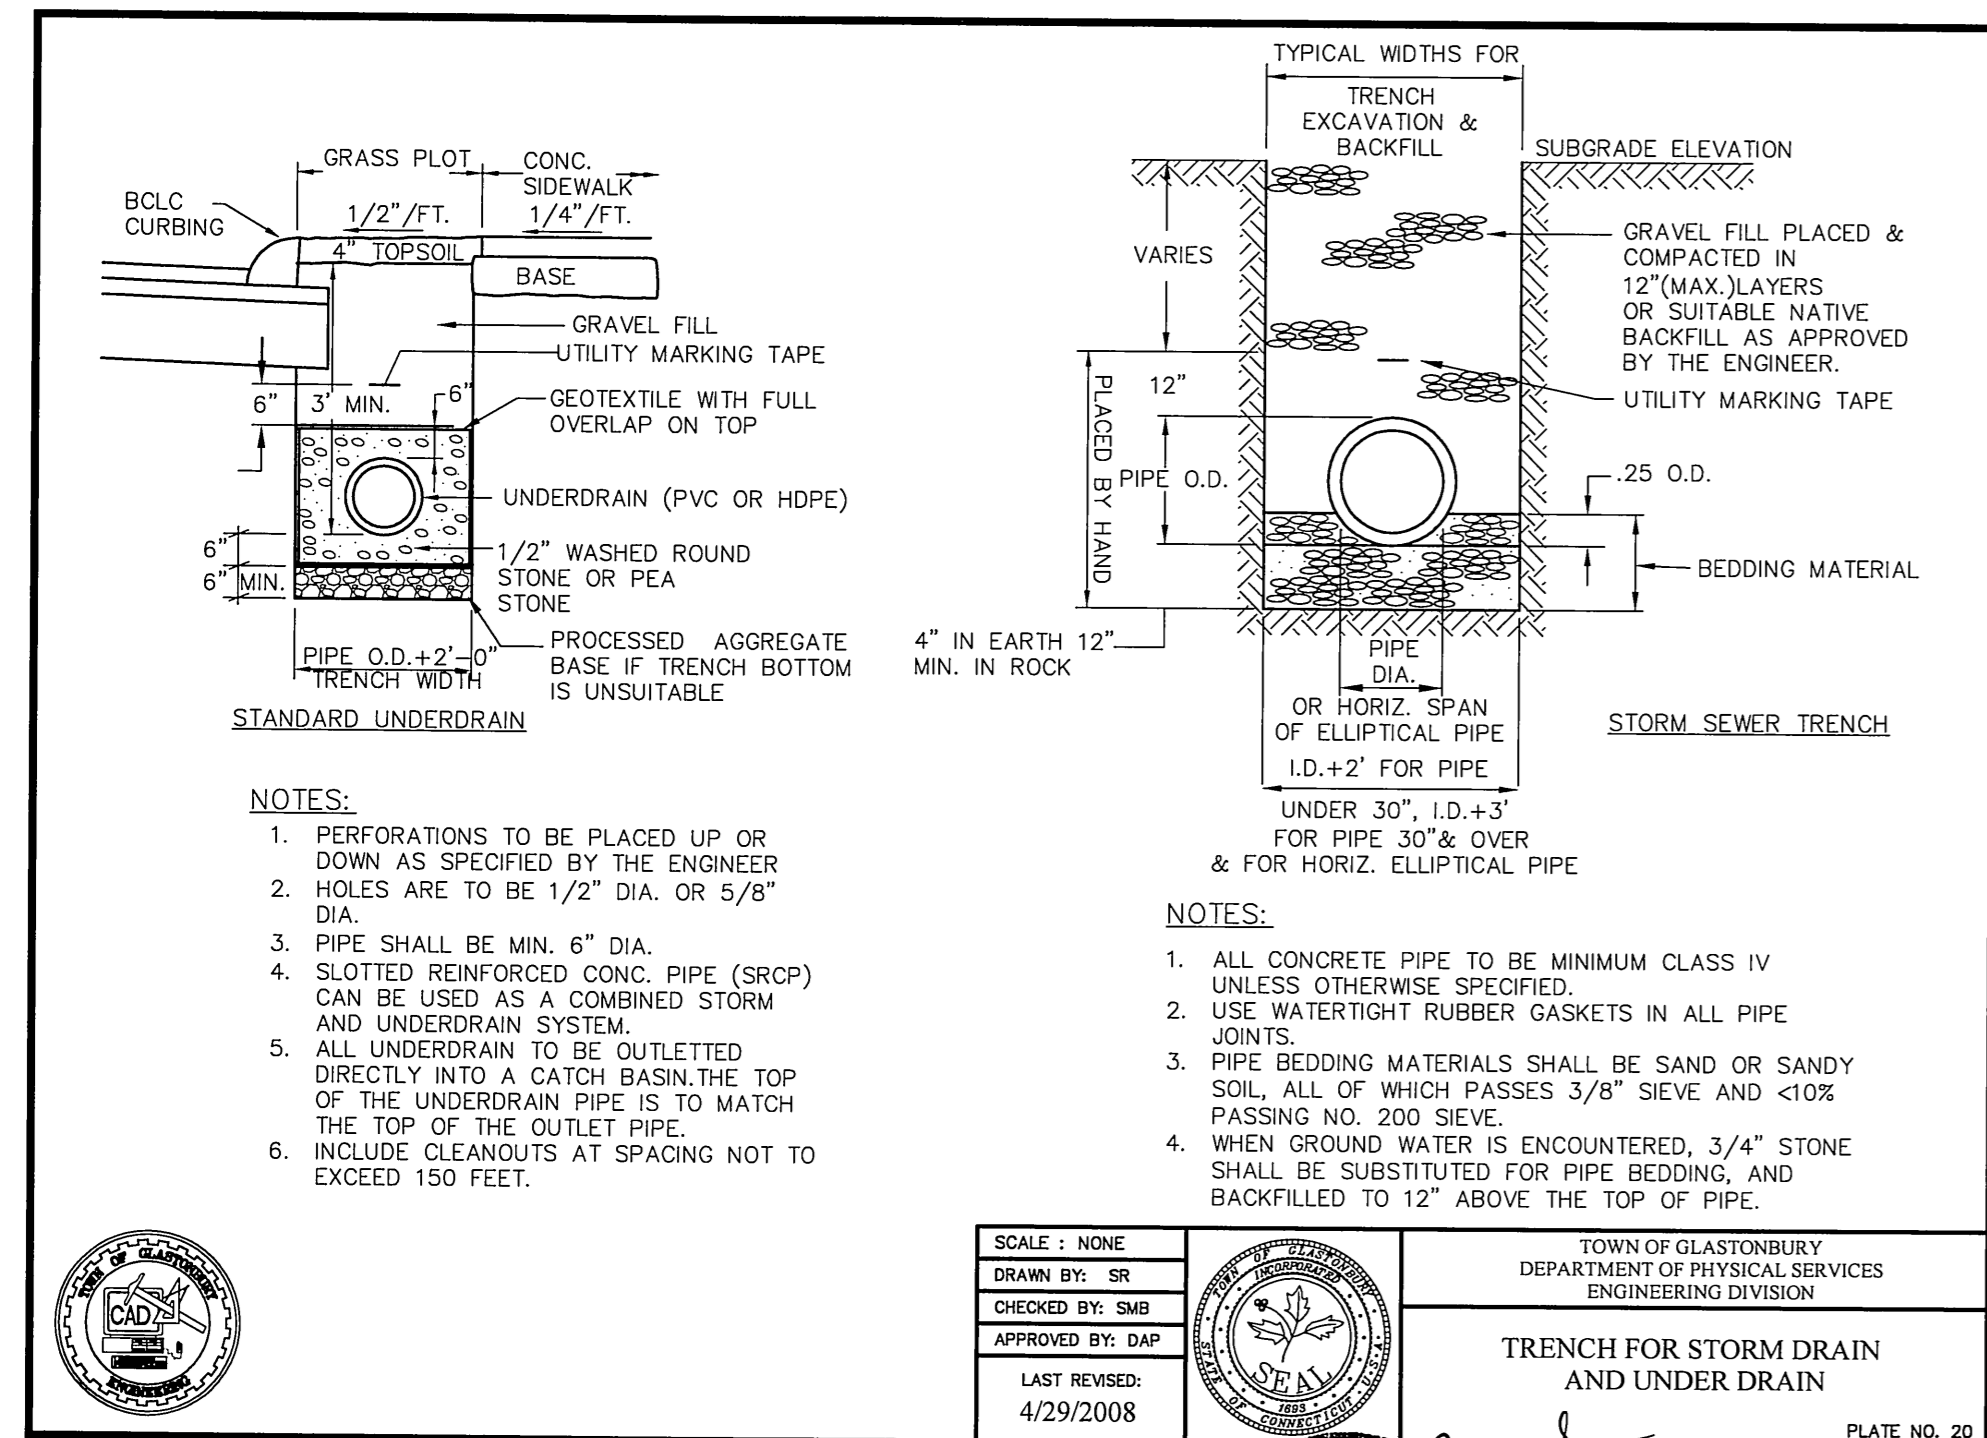 GRASS PLOT
CONC.
SIDEWALK
BCLC
CURBING
1/2"/FT.
1/4"/FT.
4" TOPSOIL
BASE
GRAVEL FILL
UTILITY MARKING TAPE
6"
3' MIN.
6"
GEOTEXTILE WITH FULL
OVERLAP ON TOP
UNDERDRAIN (PVC OR HDPE)
6"
6" MIN.
1/2" WASHED ROUND
STONE OR PEA
STONE
PIPE O.D.+2'-0"
TRENCH WIDTH
PROCESSED AGGREGATE
BASE IF TRENCH BOTTOM
IS UNSUITABLE
STANDARD UNDERDRAIN
NOTES:
1. PERFORATIONS TO BE PLACED UP OR
DOWN AS SPECIFIED BY THE ENGINEER
2. HOLES ARE TO BE 1/2" DIA. OR 5/8"
DIA.
3. PIPE SHALL BE MIN. 6" DIA.
4. SLOTTED REINFORCED CONC. PIPE (SRCP)
CAN BE USED AS A COMBINED STORM
AND UNDERDRAIN SYSTEM.
5. ALL UNDERDRAIN TO BE OUTLETTED
DIRECTLY INTO A CATCH BASIN.THE TOP
OF THE UNDERDRAIN PIPE IS TO MATCH
THE TOP OF THE OUTLET PIPE.
6. INCLUDE CLEANOUTS AT SPACING NOT TO
EXCEED 150 FEET.
TYPICAL WIDTHS FOR
TRENCH
EXCAVATION &
BACKFILL
SUBGRADE ELEVATION
VARIES
GRAVEL FILL PLACED &
COMPACTED IN
12"(MAX.)LAYERS
OR SUITABLE NATIVE
BACKFILL AS APPROVED
BY THE ENGINEER.
UTILITY MARKING TAPE
PLACED BY HAND
12"
PIPE O.D.
.25 O.D.
BEDDING MATERIAL
4" IN EARTH 12"
MIN. IN ROCK
PIPE
DIA.
OR HORIZ. SPAN
OF ELLIPTICAL PIPE
STORM SEWER TRENCH
I.D.+2' FOR PIPE
UNDER 30", I.D.+3'
FOR PIPE 30"& OVER
& FOR HORIZ. ELLIPTICAL PIPE
NOTES:
1. ALL CONCRETE PIPE TO BE MINIMUM CLASS IV
UNLESS OTHERWISE SPECIFIED.
2. USE WATERTIGHT RUBBER GASKETS IN ALL PIPE
JOINTS.
3. PIPE BEDDING MATERIALS SHALL BE SAND OR SANDY
SOIL, ALL OF WHICH PASSES 3/8" SIEVE AND <10%
PASSING NO. 200 SIEVE.
4. WHEN GROUND WATER IS ENCOUNTERED, 3/4" STONE
SHALL BE SUBSTITUTED FOR PIPE BEDDING, AND
BACKFILLED TO 12" ABOVE THE TOP OF PIPE.
TOWN OF GLASTONBURY
CAD
ENGINEERING
SCALE : NONE
DRAWN BY: SR
CHECKED BY: SMB
APPROVED BY: DAP
LAST REVISED:
4/29/2008
TOWN OF GLASTONBURY
INCORPORATED
SEAL
1693
STATE OF CONNECTICUT U.S.A.
TOWN OF GLASTONBURY
DEPARTMENT OF PHYSICAL SERVICES
ENGINEERING DIVISION
TRENCH FOR STORM DRAIN
AND UNDER DRAIN
PLATE NO. 20